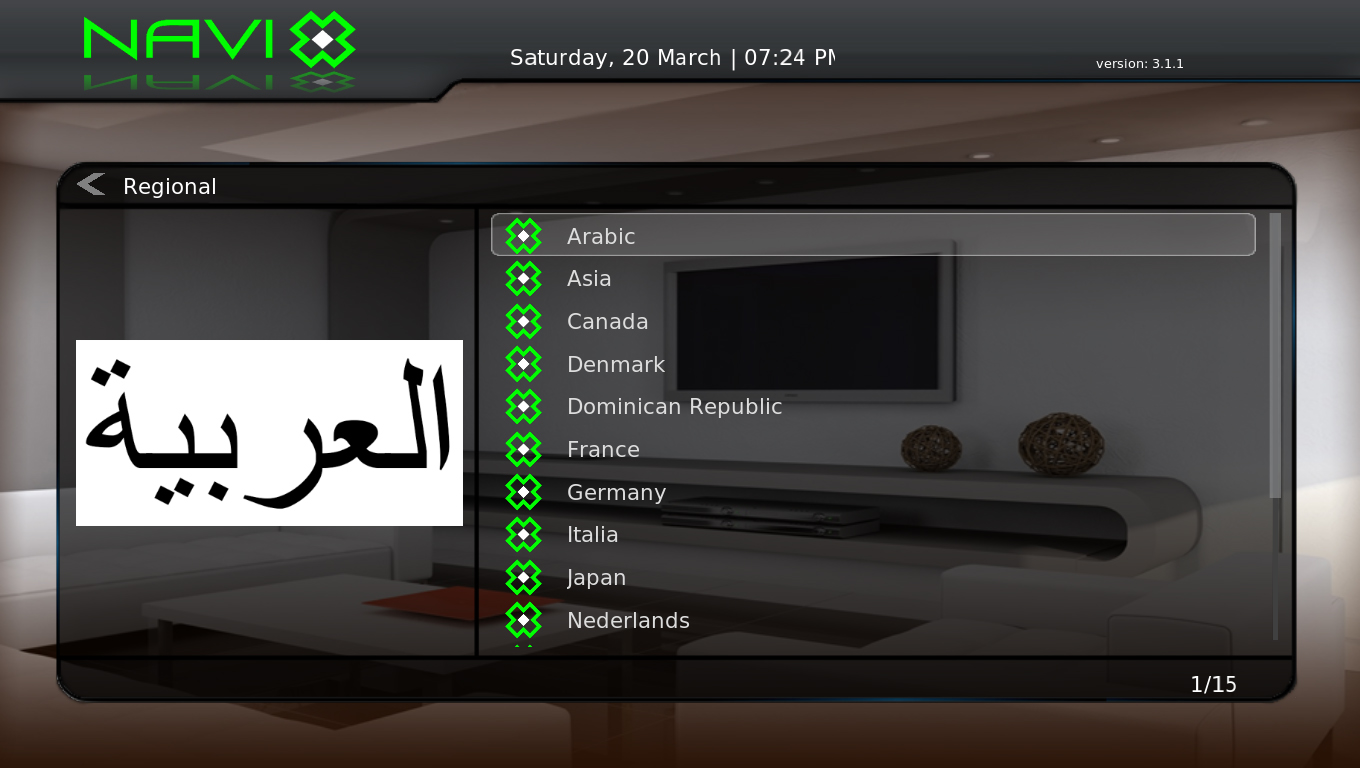 NAVI
Saturday, 20 March | 07:24 PM
version: 3.1.1
Regional
العربية
Arabic
Asia
Canada
Denmark
Dominican Republic
France
Germany
Italia
Japan
Nederlands
1/15